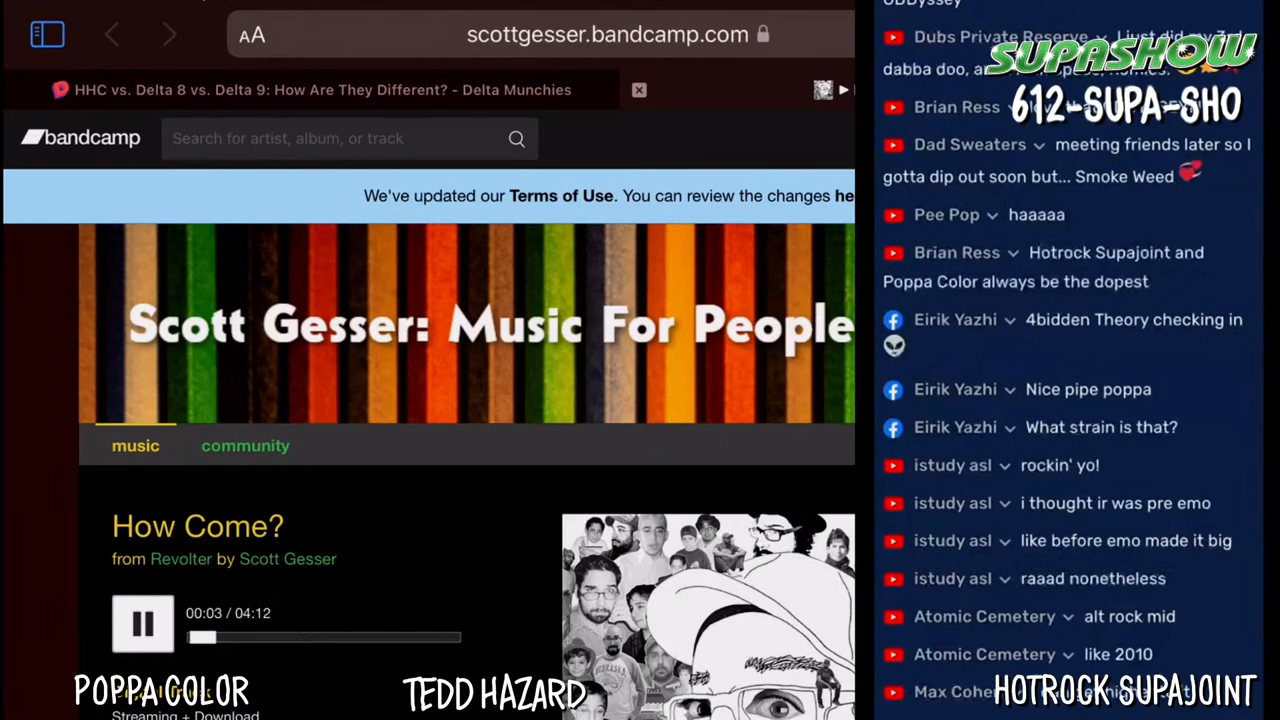 AA
scottgesser.bandcamp.com
HHC vs. Delta 8 vs. Delta 9: How Are They Different? - Delta Munchies
bandcamp
Search for artist, album, or track
We've updated our Terms of Use. You can review the changes he
Scott Gesser: Music For People
music community
How Come?
from Revolter by Scott Gesser
00:03 / 04:12
Streaming + Download
POPPA COLOR
TEDD HAZARD
HOTROCK SUPAJOINT
SUPASHOW
612-SUPA-SHO
ODDyssey
Dubs Private Reserve I just did my
dabba doo,
Brian Ress
Dad Sweaters meeting friends later so I
gotta dip out soon but... Smoke Weed
Pee Pop haaaaa
Brian Ress Hotrock Supajoint and
Poppa Color always be the dopest
Eirik Yazhi 4bidden Theory checking in
Eirik Yazhi Nice pipe poppa
Eirik Yazhi What strain is that?
istudy asl rockin' yo!
istudy asl i thought ir was pre emo
istudy asl like before emo made it big
istudy asl raaad nonetheless
Atomic Cemetery alt rock mid
Atomic Cemetery like 2010
Max